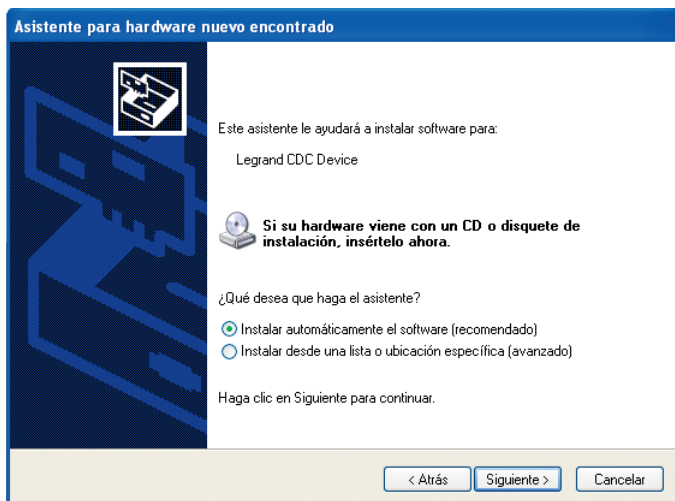 Asistente para hardware nuevo encontrado
Este asistente le ayudará a instalar software para:
Legrand CDC Device
Si su hardware viene con un CD o disquete de
instalación, insértelo ahora.
¿Qué desea que haga el asistente?
Instalar automáticamente el software (recomendado)
Instalar desde una lista o ubicación específica (avanzado)
Haga clic en Siguiente para continuar.
< Atrás
Siguiente >
Cancelar